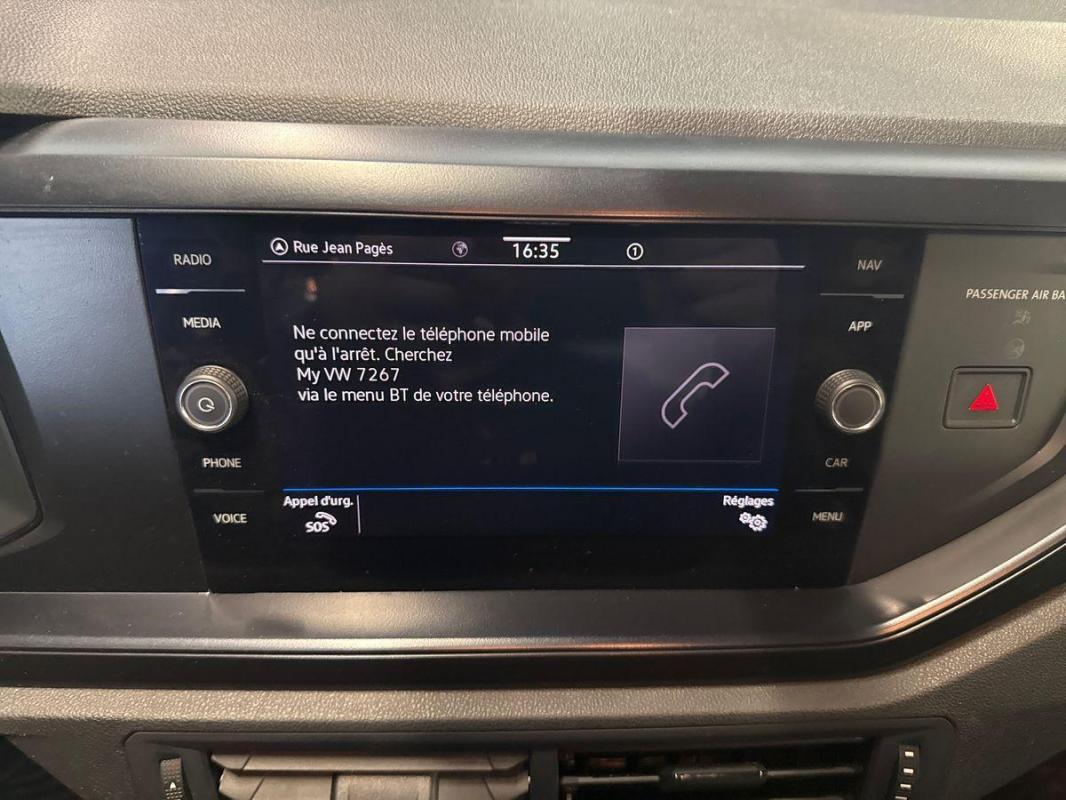 Rue Jean Pagès
16:35
1
RADIO
MEDIA
PHONE
VOICE
Ne connectez le téléphone mobile
qu'à l'arrêt. Cherchez
My VW 7267
via le menu BT de votre téléphone.
Appel d'urg.
SOS
Réglages
NAV
APP
CAR
MENU
PASSENGER AIR BA